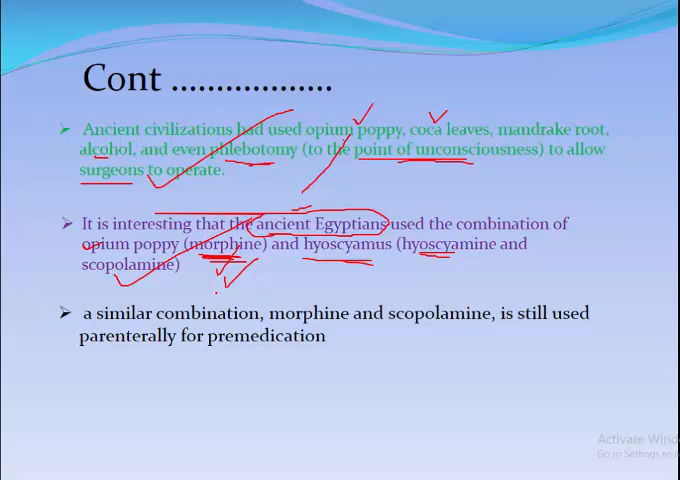 Cont ..................
Ancient civilizations had used opium poppy, coca leaves, mandrake root,
alcohol, and even phlebotomy (to the point of unconsciousness) to allow
surgeons to operate.
It is interesting that the ancient Egyptians used the combination of
opium poppy (morphine) and hyoscyamus (hyoscyamine and
scopolamine)
a similar combination, morphine and scopolamine, is still used
parenterally for premedication
Activate Wind
Go to Settings to a